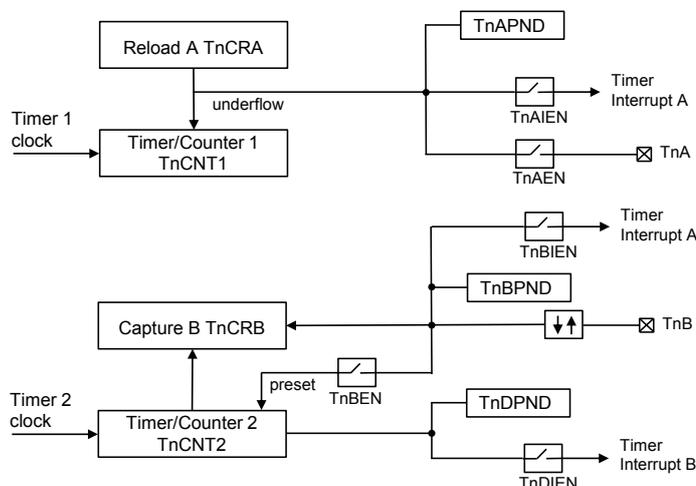 TnAPND
Reload A TnCRA
underflow
Timer
Interrupt A
TnAIEN
Timer 1
clock
Timer/Counter 1
TnCNT1
TnA
TnAEN
Timer
Interrupt A
TnBIEN
TnBPND
Capture B TnCRB
TnB
preset
TnBEN
Timer 2
clock
TnDPND
Timer/Counter 2
TnCNT2
Timer
Interrupt B
TnDIEN